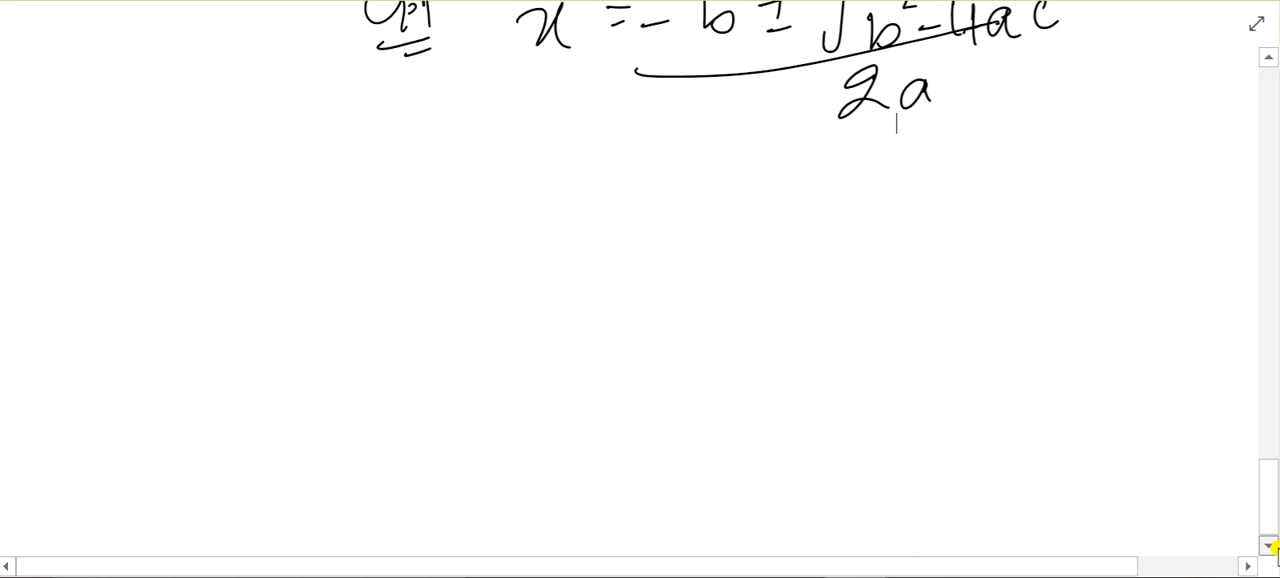 x = - b ± √b² - 4ac
2a